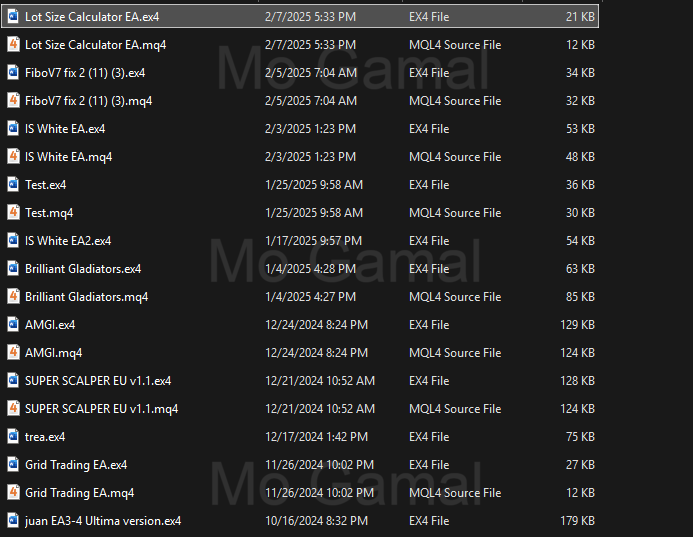 Lot Size Calculator EA.ex4 2/7/2025 5:33 PM EX4 File 21 KB
Lot Size Calculator EA.mq4 2/7/2025 5:33 PM MQL4 Source File 12 KB
Mo Gamal
FiboV7 fix 2 (11) (3).ex4 2/5/2025 7:04 AM EX4 File 34 KB
FiboV7 fix 2 (11) (3).mq4 2/5/2025 7:04 AM MQL4 Source File 32 KB
IS White EA.ex4 2/3/2025 1:23 PM EX4 File 53 KB
IS White EA.mq4 2/3/2025 1:23 PM MQL4 Source File 48 KB
Test.ex4 1/25/2025 9:58 AM EX4 File 36 KB
Test.mq4 1/25/2025 9:58 AM MQL4 Source File 30 KB
IS White EA2.ex4 1/17/2025 9:57 PM EX4 File 54 KB
Mo Gamal
Brilliant Gladiators.ex4 1/4/2025 4:28 PM EX4 File 63 KB
Brilliant Gladiators.mq4 1/4/2025 4:27 PM MQL4 Source File 85 KB
AMGI.ex4 12/24/2024 8:24 PM EX4 File 129 KB
AMGI.mq4 12/24/2024 8:24 PM MQL4 Source File 124 KB
SUPER SCALPER EU v1.1.ex4 12/21/2024 10:52 AM EX4 File 128 KB
SUPER SCALPER EU v1.1.mq4 12/21/2024 10:52 AM MQL4 Source File 124 KB
trea.ex4 12/17/2024 1:42 PM EX4 File 75 KB
Grid Trading EA.ex4 11/26/2024 10:02 PM EX4 File 27 KB
Mo Gamal
Grid Trading EA.mq4 11/26/2024 10:02 PM MQL4 Source File 12 KB
juan EA3-4 Ultima version.ex4 10/16/2024 8:32 PM EX4 File 179 KB